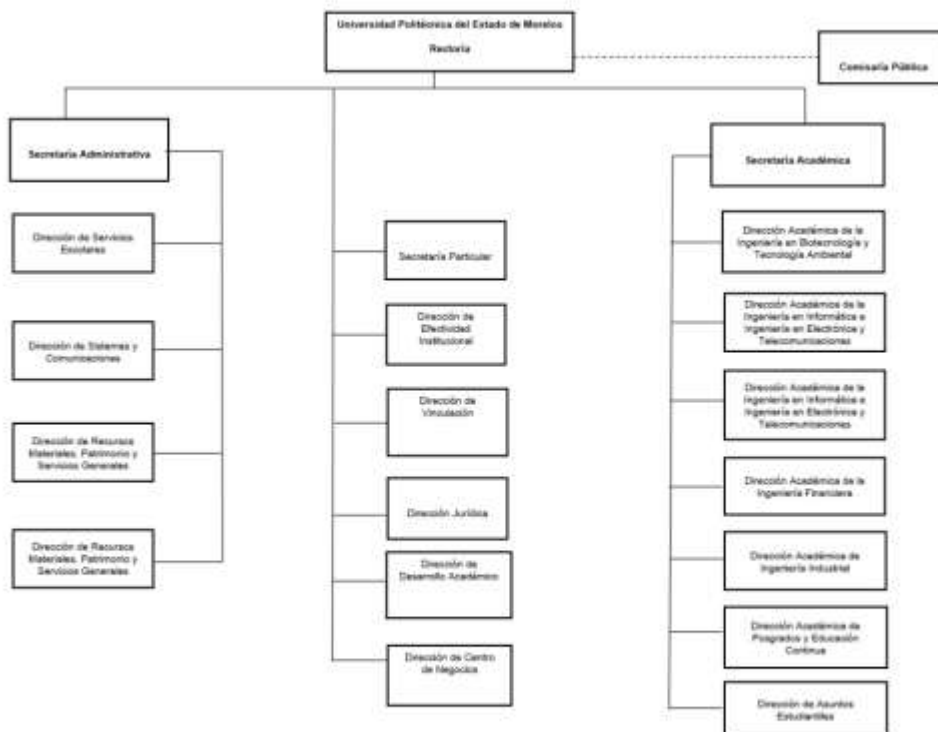 Universidad Politécnica del Estado de Morelos
Rectoría
Comisaría Pública
Secretaría Administrativa
Secretaría Académica
Dirección de Servicios
Escolares
Dirección de Sistemas y
Comunicaciones
Dirección de Recursos
Materiales, Patrimonio y
Servicios Generales
Dirección de Recursos
Materiales, Patrimonio y
Servicios Generales
Secretaría Particular
Dirección de
Efectividad
Institucional
Dirección de
Vinculación
Dirección Jurídica
Dirección de
Desarrollo Académico
Dirección de Centro
de Negocios
Dirección Académica de la
Ingeniería en Biotecnología y
Tecnología Ambiental
Dirección Académica de la
Ingeniería en Informática e
Ingeniería en Electrónica y
Telecomunicaciones
Dirección Académica de la
Ingeniería en Informática e
Ingeniería en Electrónica y
Telecomunicaciones
Dirección Académica de la
Ingeniería Financiera
Dirección Académica de
Ingeniería Industrial
Dirección Académica de
Posgrados y Educación
Continua
Dirección de Asuntos
Estudiantiles